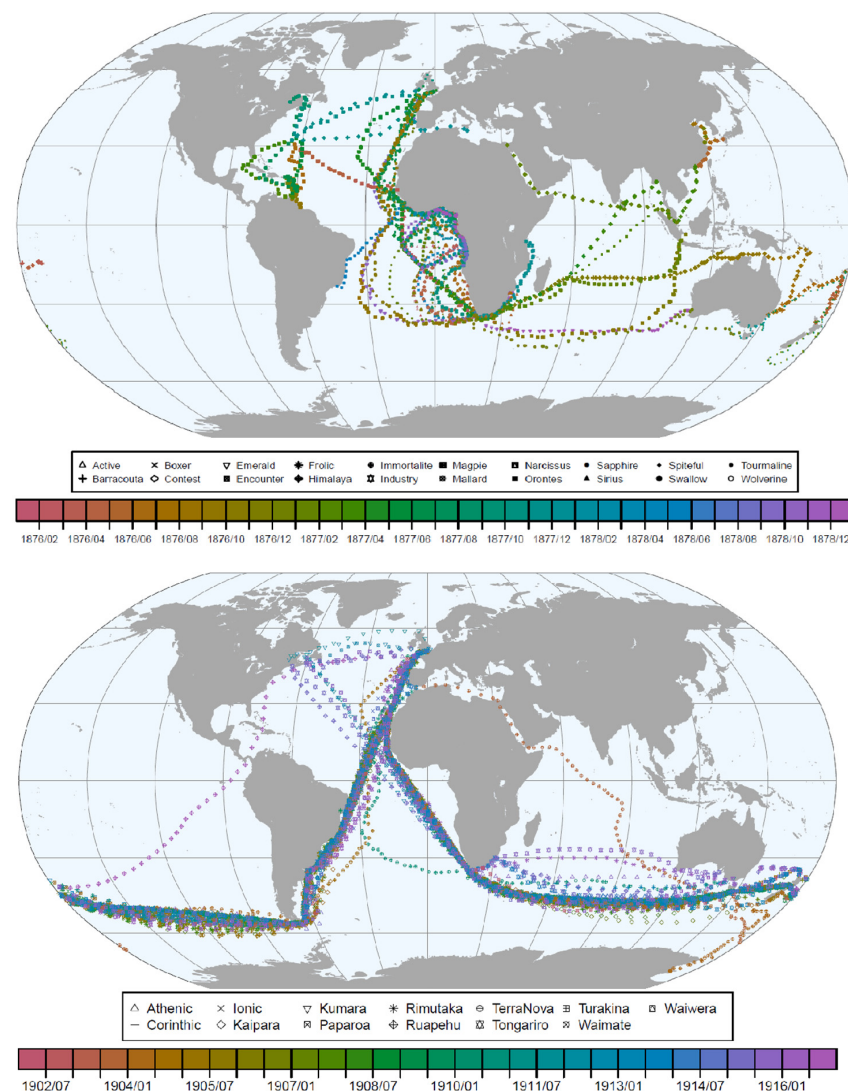 Active Boxer Emerald Frolic Immortalite Magpie Narcissus Sapphire Spiteful Tourmaline
Barracouta Contest Encounter Himalaya Industry Mallard Orontes Sirius Swallow Wolverine
1876/02 1876/04 1876/06 1876/08 1876/10 1876/12 1877/02 1877/04 1877/06 1877/08 1877/10 1877/12 1878/02 1878/04 1878/06 1878/08 1878/10 1878/12
Athenic Ionic Kumara Rimutaka TerraNova Turakina Waiwera
Corinthic Kaipara Paparoa Ruapehu Tongariro Waimate
1902/07 1904/01 1905/07 1907/01 1908/07 1910/01 1911/07 1913/01 1914/07 1916/01